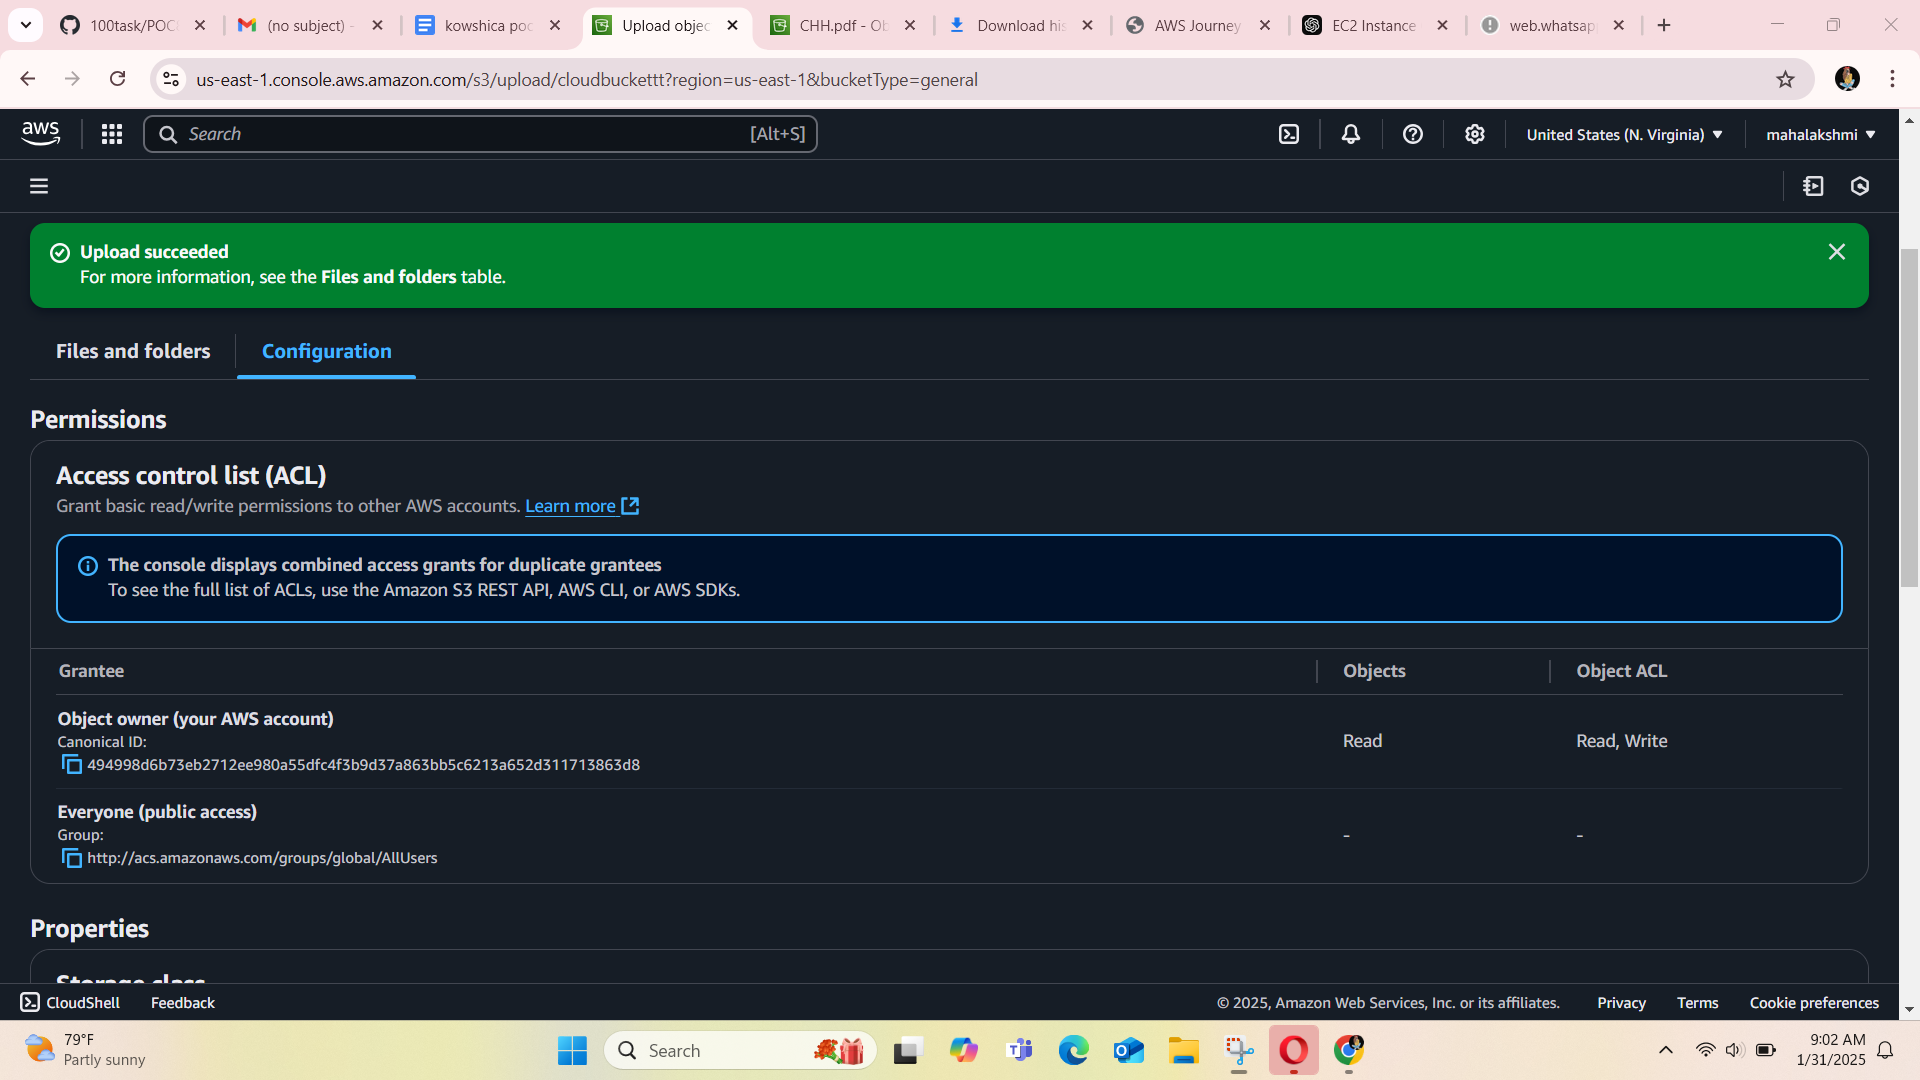 100task/POC
(no subject) -
kowshica poc
Upload objec
CHH.pdf - Ob
Download his
AWS Journey
EC2 Instance
web.whatsap
us-east-1.console.aws.amazon.com/s3/upload/cloudbuckettt?region=us-east-1&bucketType=general
aws
Search
[Alt+S]
United States (N. Virginia)
mahalakshmi
Upload succeeded
For more information, see the Files and folders table.
Files and folders
Configuration
Permissions
Access control list (ACL)
Grant basic read/write permissions to other AWS accounts. Learn more
The console displays combined access grants for duplicate grantees
To see the full list of ACLs, use the Amazon S3 REST API, AWS CLI, or AWS SDKs.
Grantee
Objects
Object ACL
Object owner (your AWS account)
Canonical ID:
494998d6b73eb2712ee980a55dfc4f3b9d37a863bb5c6213a652d311713863d8
Read
Read, Write
Everyone (public access)
Group:
http://acs.amazonaws.com/groups/global/AllUsers
-
-
Properties
Storage class
CloudShell
Feedback
© 2025, Amazon Web Services, Inc. or its affiliates.
Privacy
Terms
Cookie preferences
79°F
Partly sunny
Search
9:02 AM
1/31/2025